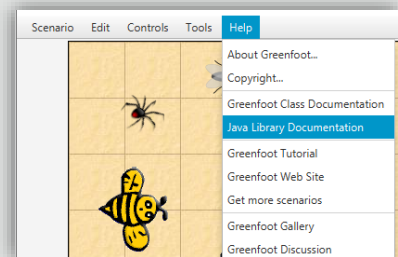 Scenario Edit Controls Tools Help
About Greenfoot...
Copyright...
Greenfoot Class Documentation
Java Library Documentation
Greenfoot Tutorial
Greenfoot Web Site
Get more scenarios
Greenfoot Gallery
Greenfoot Discussion